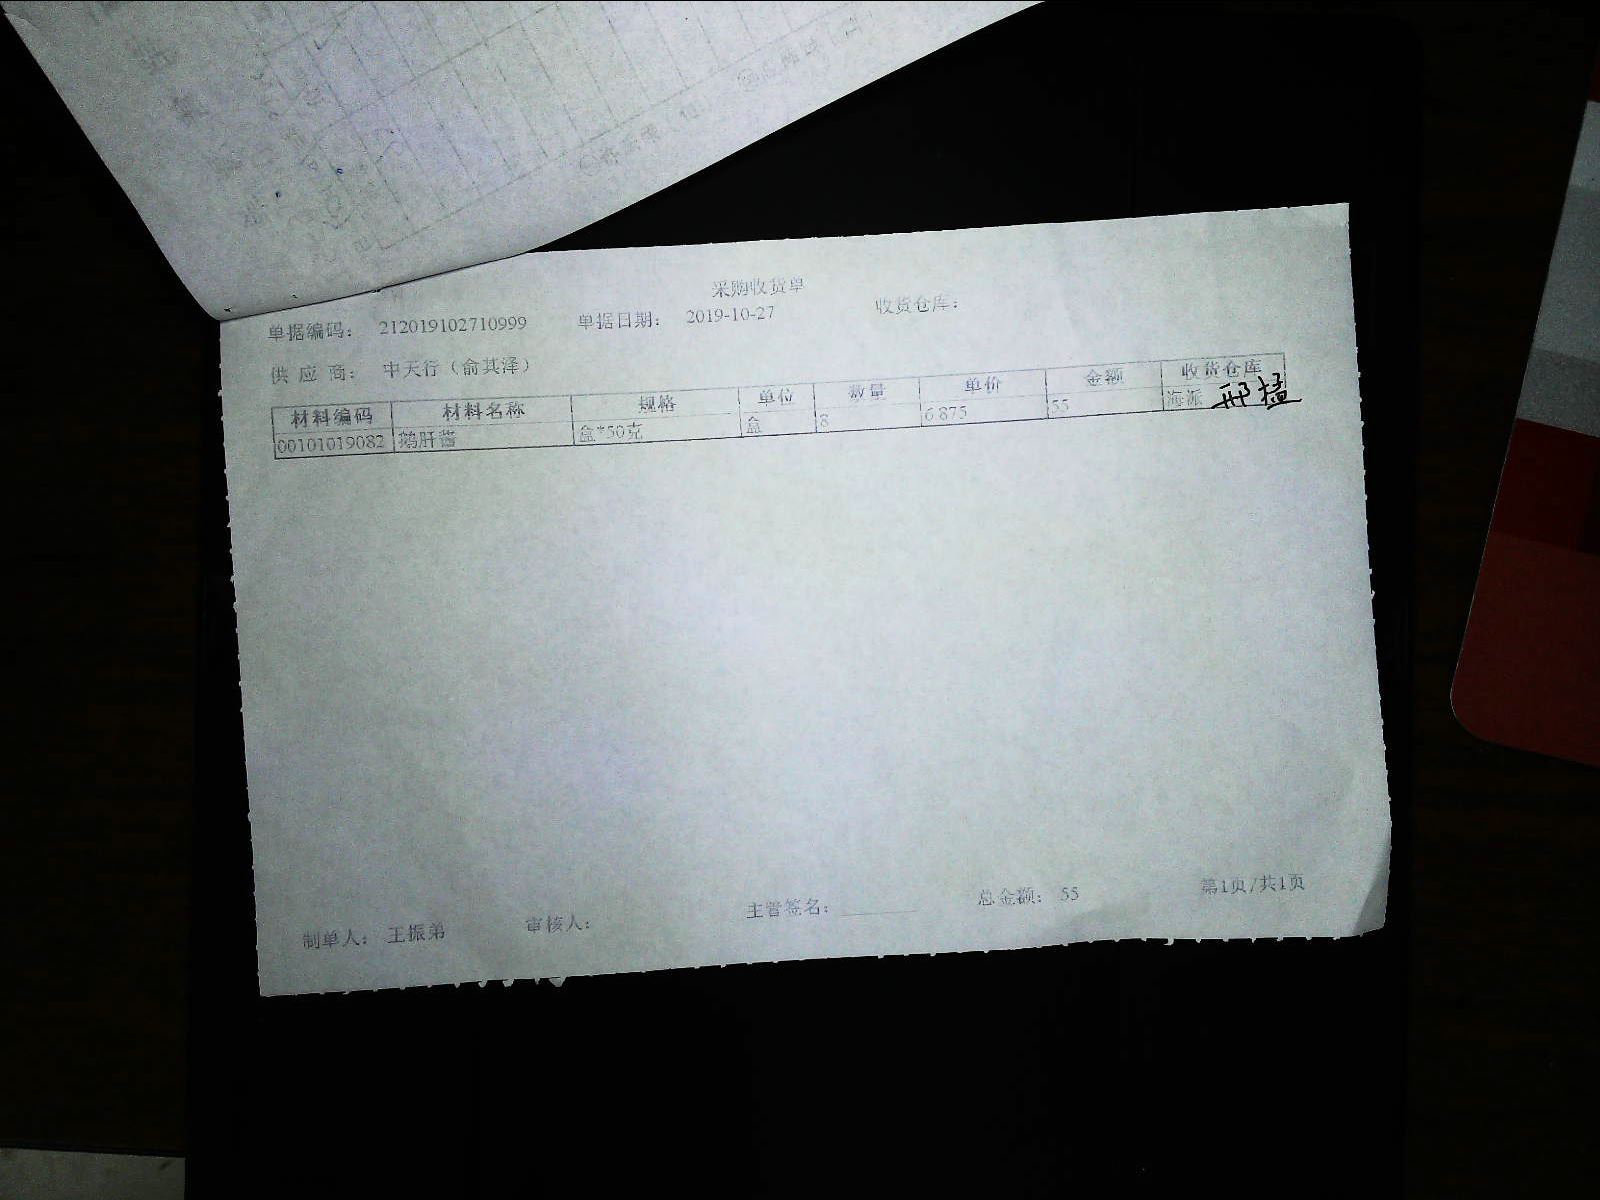 采购收货单
单据编码： 212019102710999 单据日期： 2019-10-27 收货仓库：
供 应 商： 中天行（俞其泽）
材料编码 材料名称 规格 单位 数量 单价 金额 收货仓库
00101019082 鹅肝酱 盒*50克 盒 8 6.875 55 海派 邢猛
制单人： 王振弟 审核人： 主管签名： 总金额： 55 第1页/共1页